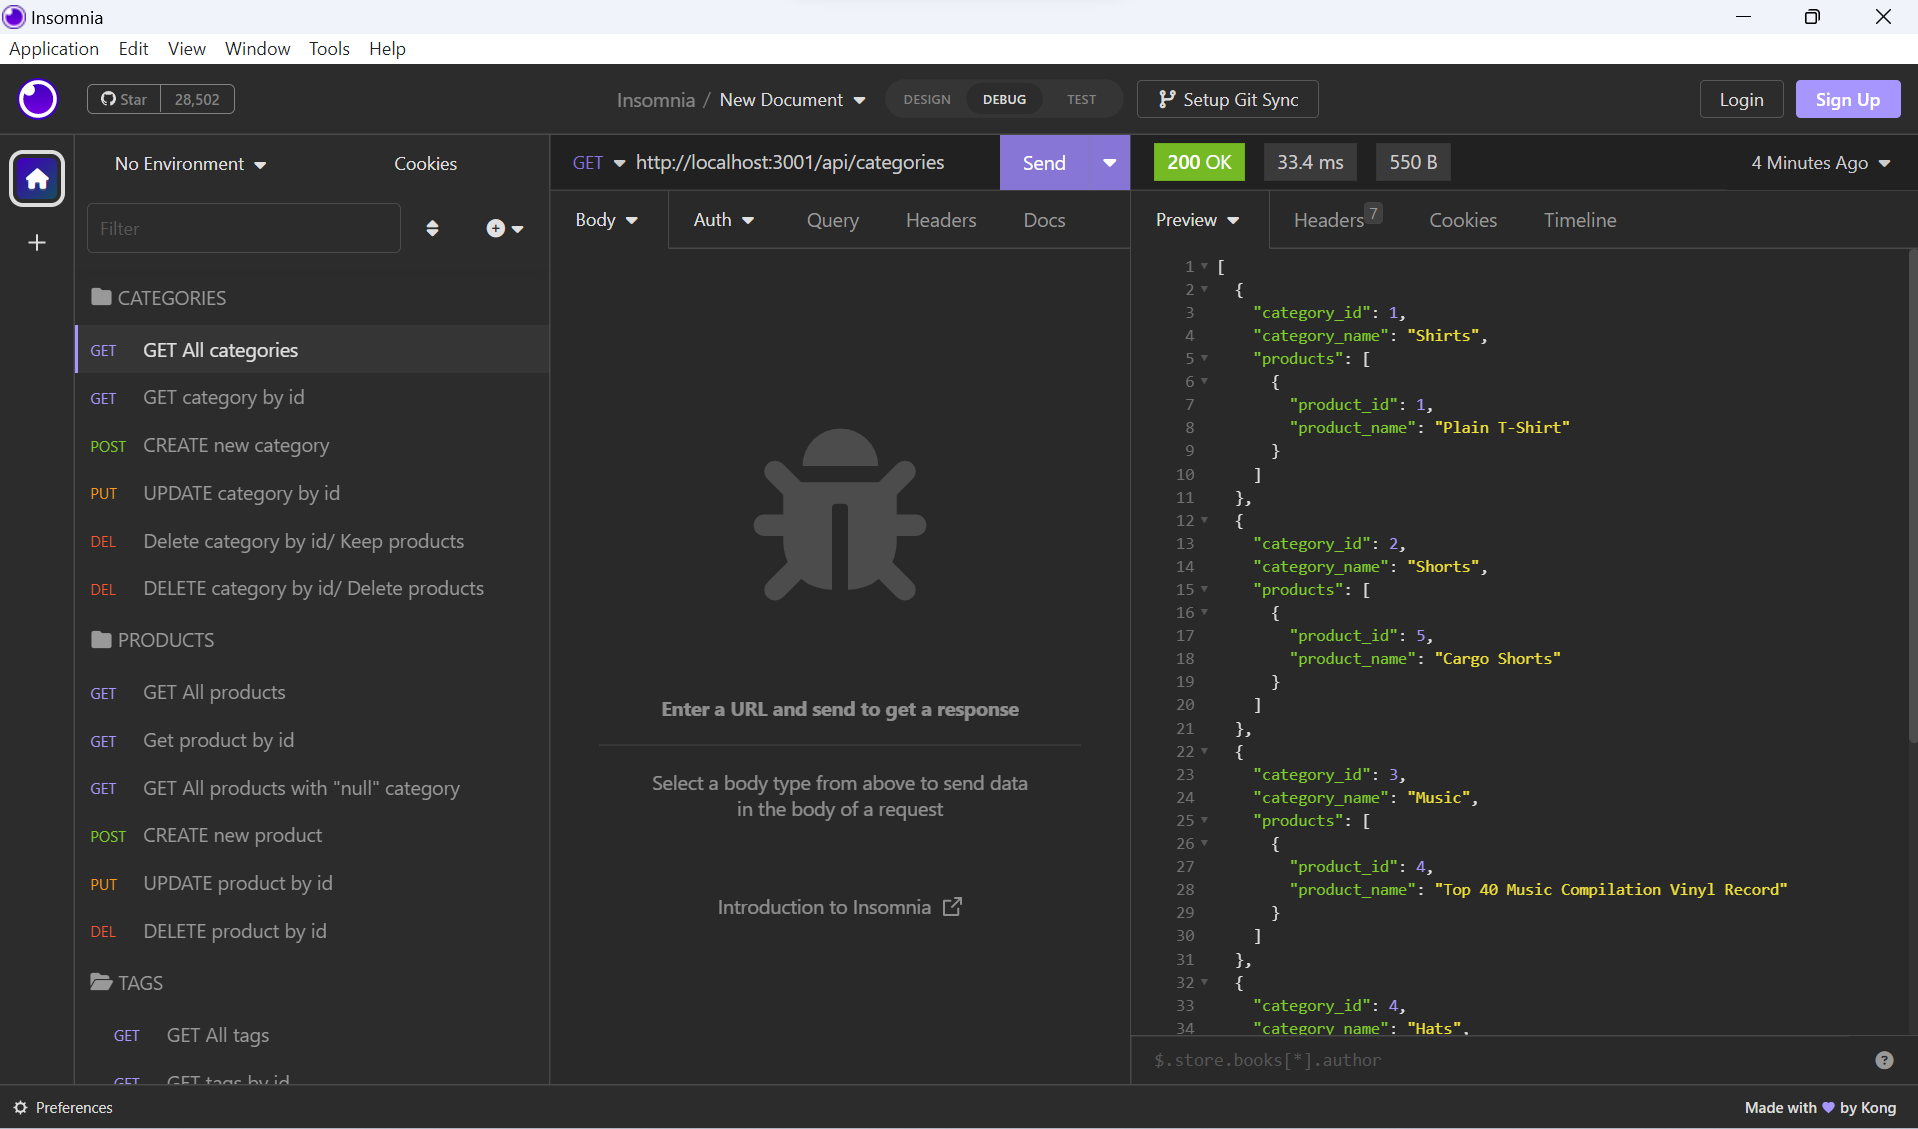 Insomnia
Application Edit View Window Tools Help
Star 28,502
Insomnia / New Document
DESIGN DEBUG TEST
Setup Git Sync
Login
Sign Up
No Environment
Cookies
Filter
CATEGORIES
GET GET All categories
GET GET category by id
POST CREATE new category
PUT UPDATE category by id
DEL Delete category by id/ Keep products
DEL DELETE category by id/ Delete products
PRODUCTS
GET GET All products
GET Get product by id
GET GET All products with "null" category
POST CREATE new product
PUT UPDATE product by id
DEL DELETE product by id
TAGS
GET GET All tags
GET GET tags by id
GET http://localhost:3001/api/categories
Send
Body Auth Query Headers Docs
Enter a URL and send to get a response
Select a body type from above to send data
in the body of a request
Introduction to Insomnia
200 OK 33.4 ms 550 B
4 Minutes Ago
Preview Headers 7 Cookies Timeline
1 [
2 {
3 "category_id": 1,
4 "category_name": "Shirts",
5 "products": [
6 {
7 "product_id": 1,
8 "product_name": "Plain T-Shirt"
9 }
10 ]
11 },
12 {
13 "category_id": 2,
14 "category_name": "Shorts",
15 "products": [
16 {
17 "product_id": 5,
18 "product_name": "Cargo Shorts"
19 }
20 ]
21 },
22 {
23 "category_id": 3,
24 "category_name": "Music",
25 "products": [
26 {
27 "product_id": 4,
28 "product_name": "Top 40 Music Compilation Vinyl Record"
29 }
30 ]
31 },
32 {
33 "category_id": 4,
34 "category_name": "Hats",
$.store.books[*].author
?
Preferences
Made with by Kong